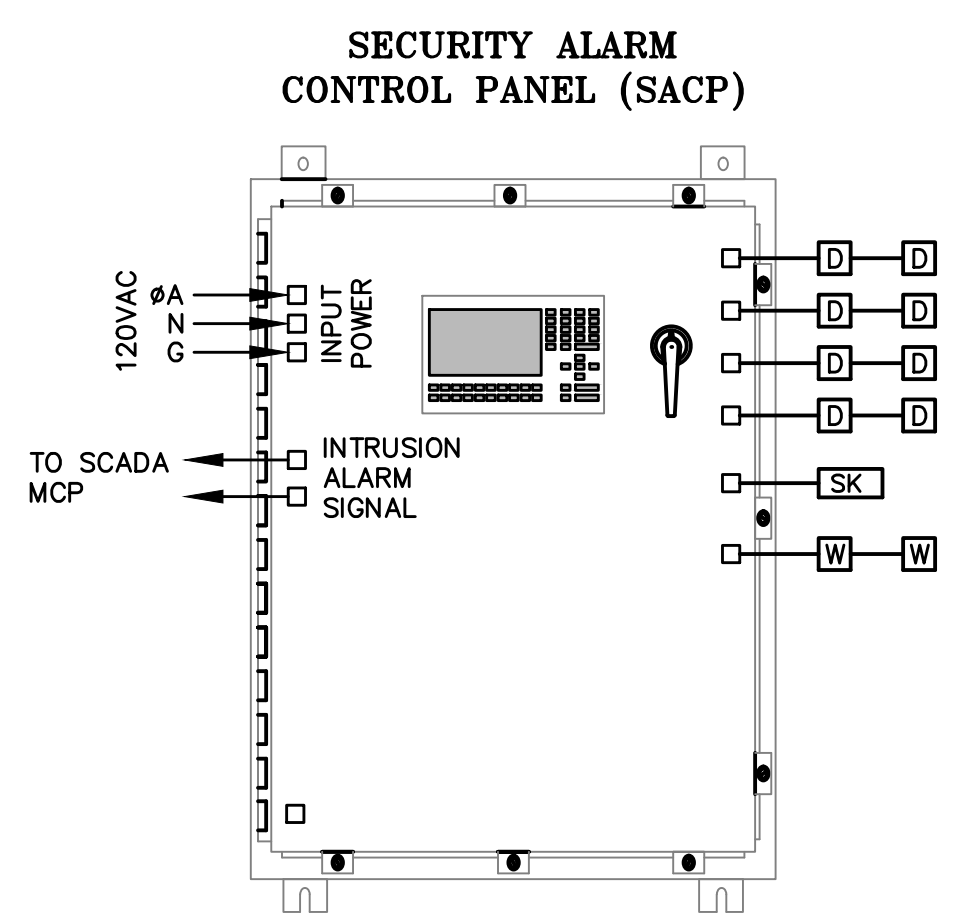 SECURITY ALARM
CONTROL PANEL (SACP)
120VAC
ØA
N
G
INPUT
POWER
TO SCADA
MCP
INTRUSION
ALARM
SIGNAL
D D
D D
D D
D D
SK
W W